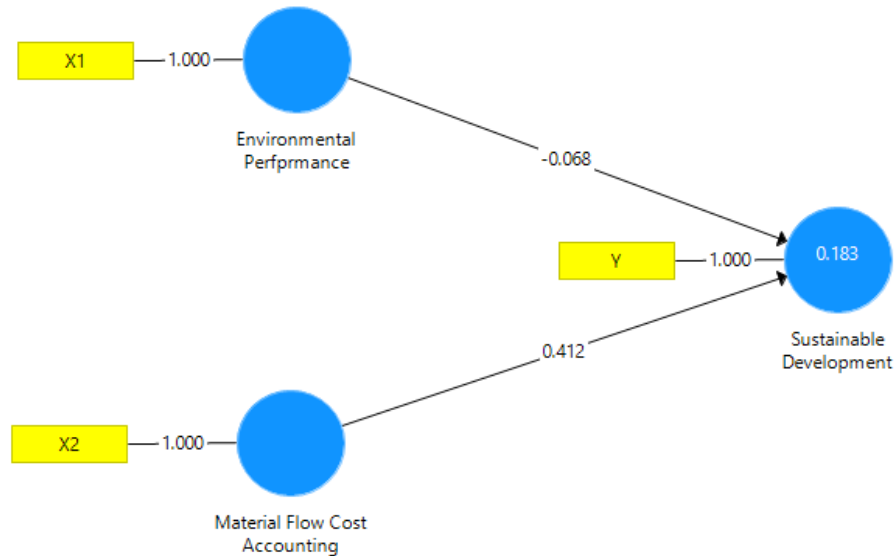 X1
1.000
Environmental
Perfprmance
-0.068
Y
1.000
0.183
Sustainable
Development
0.412
X2
1.000
Material Flow Cost
Accounting